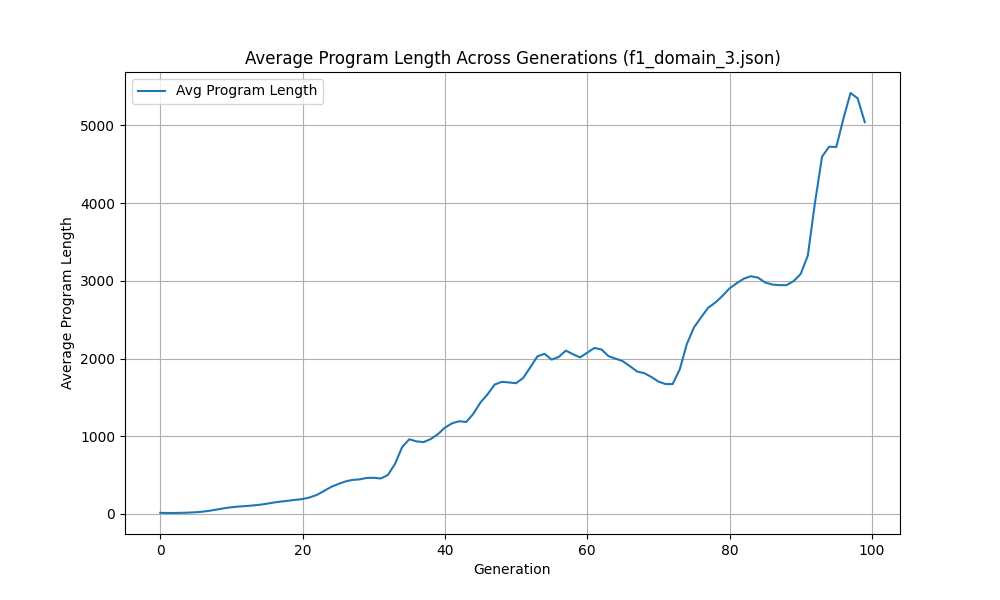 Average Program Length Across Generations (f1_domain_3.json)
Avg Program Length
5000
4000
3000
2000
1000
0
Average Program Length
0 20 40 60 80 100
Generation